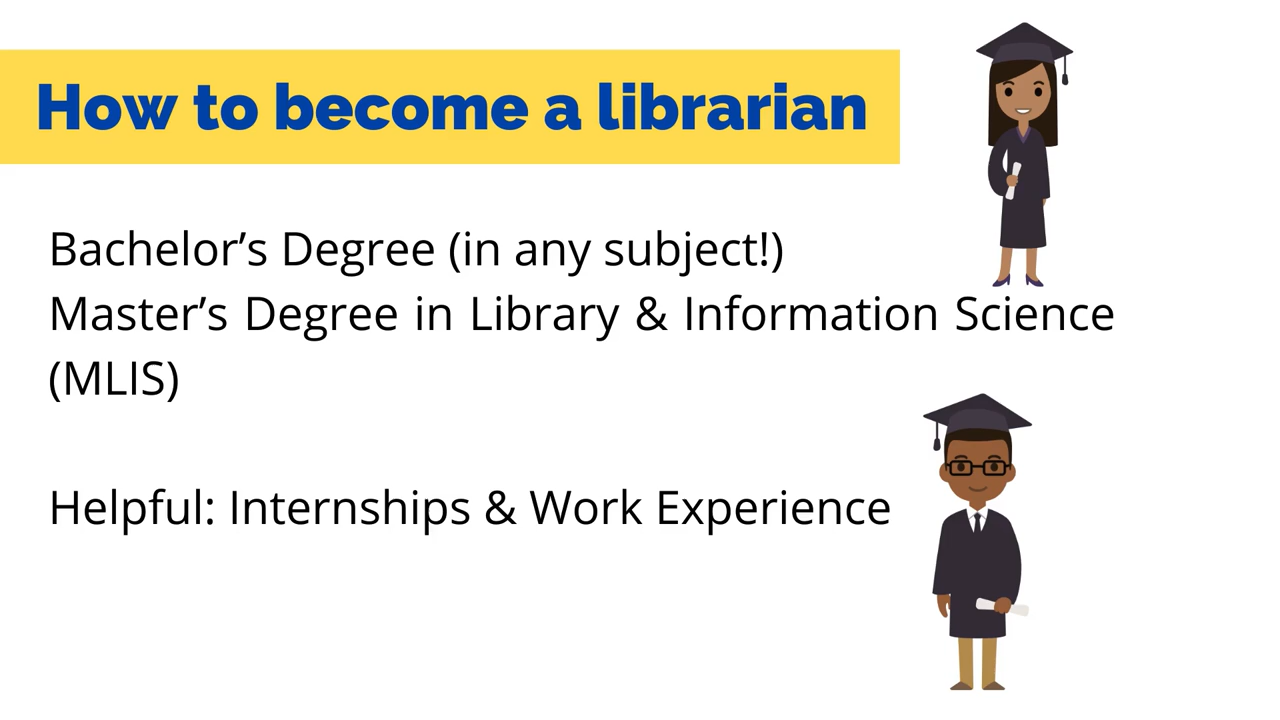 How to become a librarian
Bachelor’s Degree (in any subject!)
Master’s Degree in Library & Information Science
(MLIS)
Helpful: Internships & Work Experience